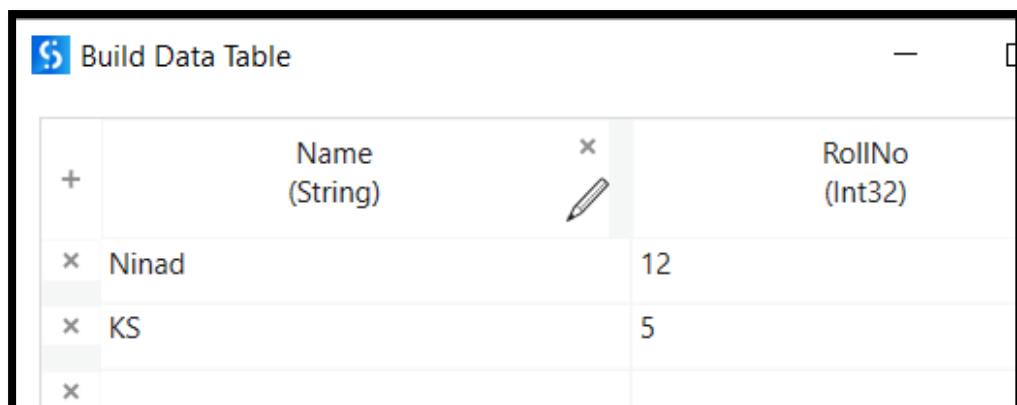 Build Data Table
Name RollNo
(String) (Int32)
Ninad 12
KS 5